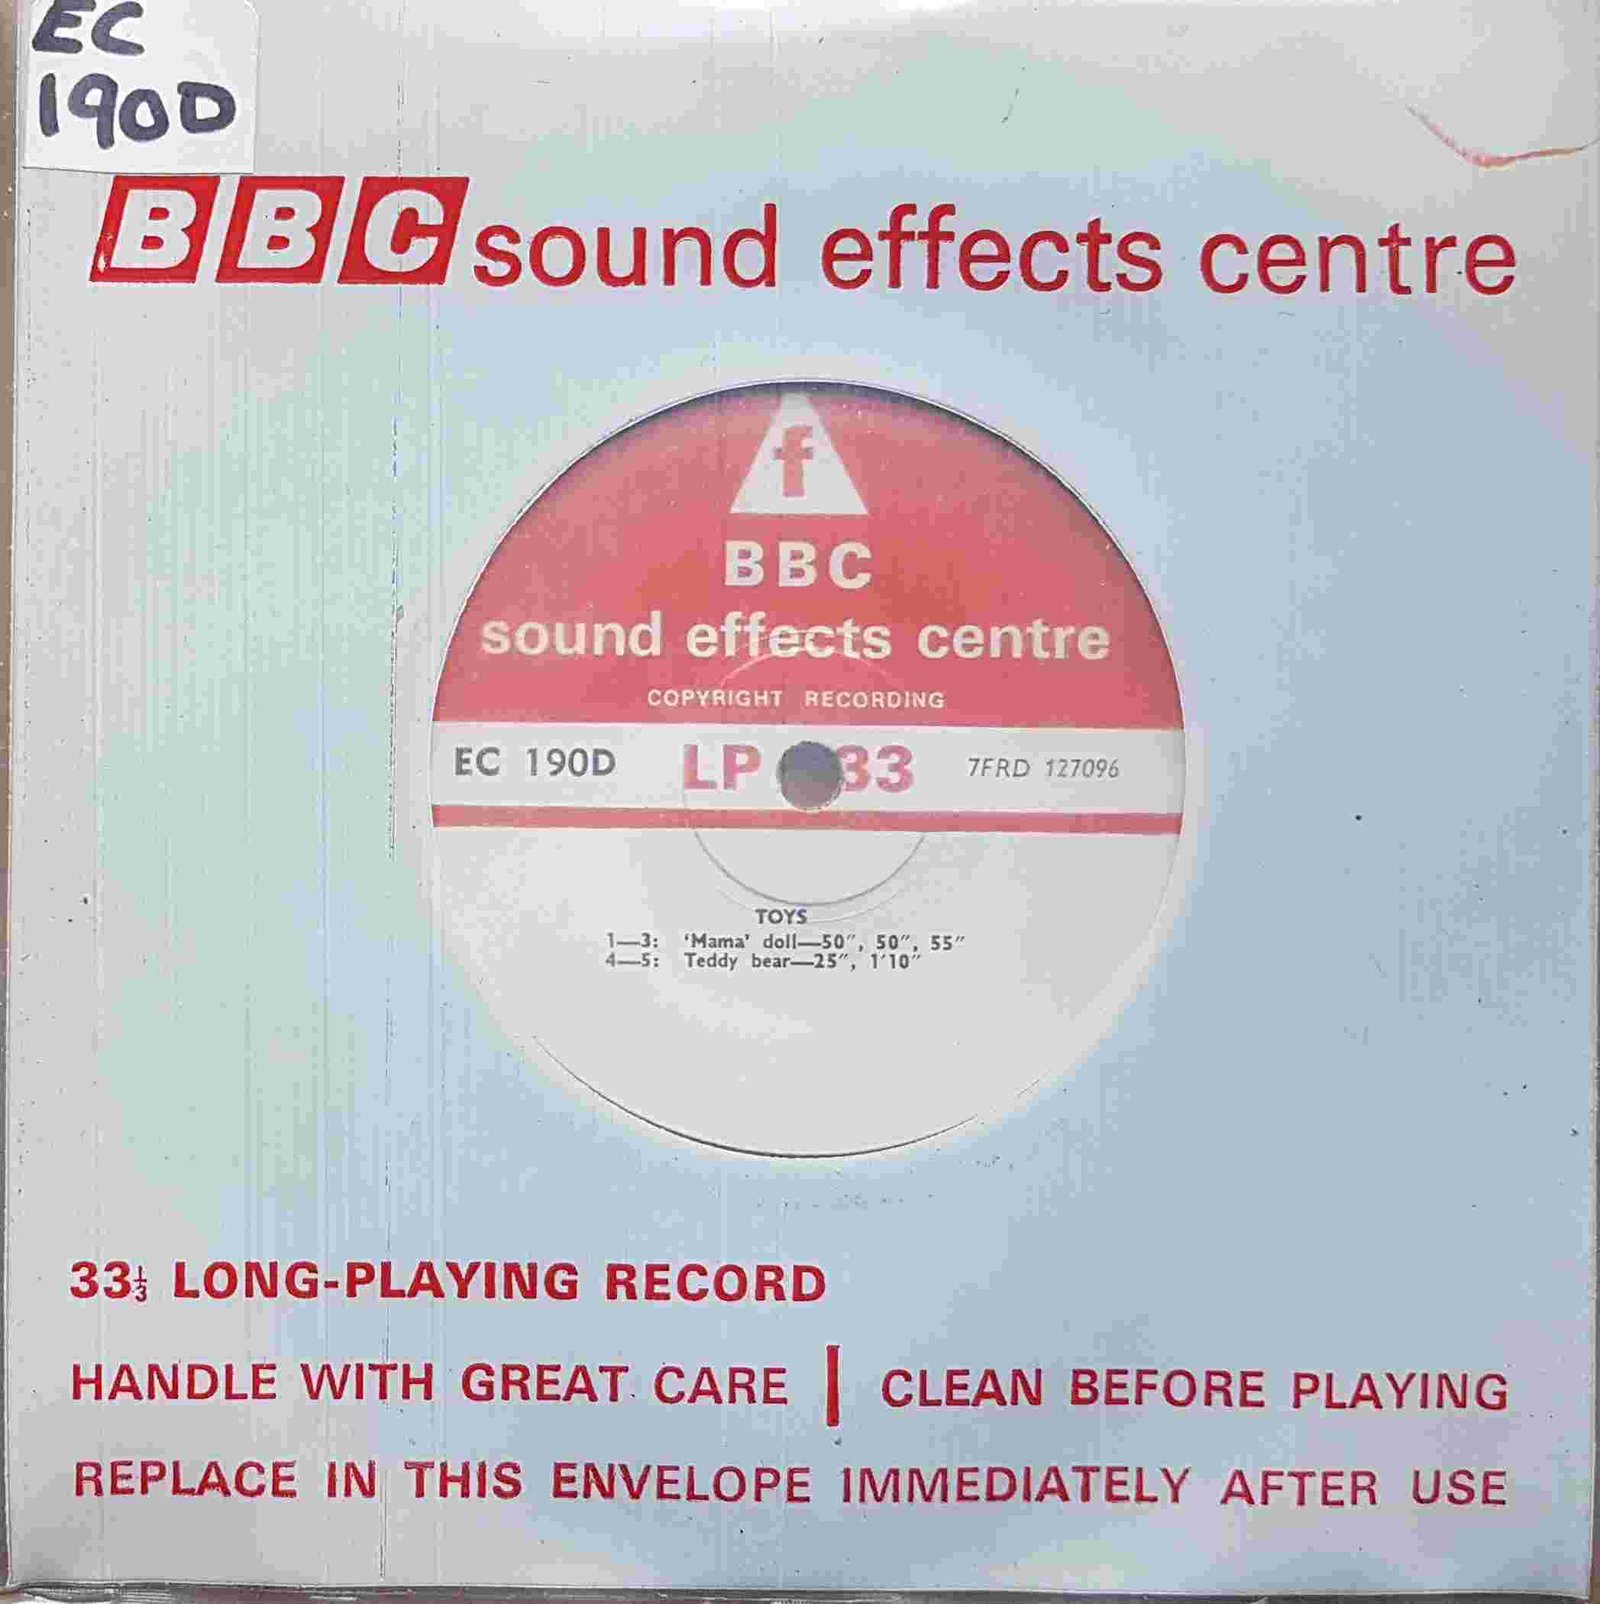 EC
190D
BBC sound effects centre
f
BBC
sound effects centre
COPYRIGHT RECORDING
EC 190D LP 33 7FRD 127096
TOYS
1—3: ‘Mama’ doll—50″, 50″, 55″
4—5: Teddy bear—25″, 1′10″
33⅓ LONG-PLAYING RECORD
HANDLE WITH GREAT CARE | CLEAN BEFORE PLAYING
REPLACE IN THIS ENVELOPE IMMEDIATELY AFTER USE